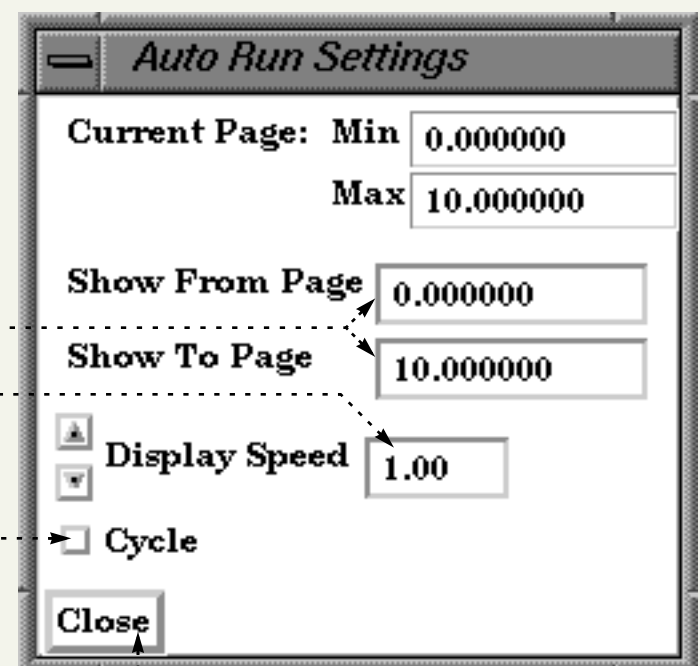 Auto Run Settings
Current Page: Min 0.000000
Max 10.000000
Show From Page 0.000000
Show To Page 10.000000
Display Speed 1.00
Cycle
Close